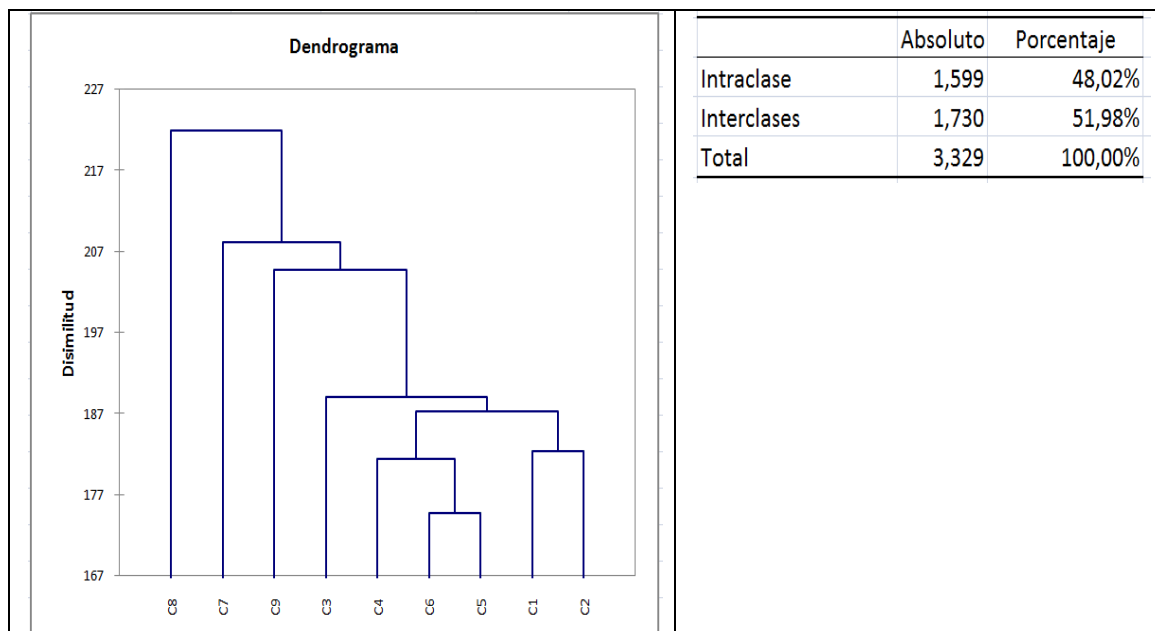 Dendrograma
227
217
207
197
187
177
167
Disimilitud
C8 C7 C9 C3 C4 C6 C5 C1 C2
Absoluto Porcentaje
Intraclase 1,599 48,02%
Interclases 1,730 51,98%
Total 3,329 100,00%